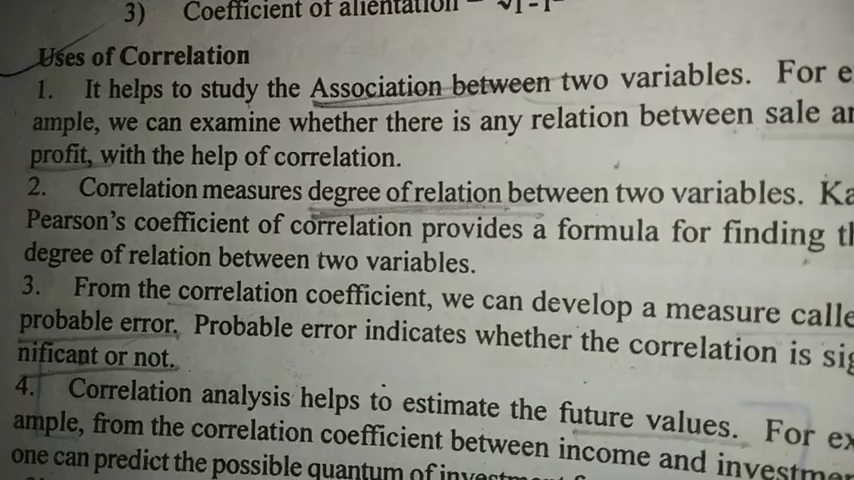 3) Coefficient of alientation
Uses of Correlation
1. It helps to study the Association between two variables. For e
ample, we can examine whether there is any relation between sale an
profit, with the help of correlation.
2. Correlation measures degree of relation between two variables. Ka
Pearson's coefficient of correlation provides a formula for finding th
degree of relation between two variables.
3. From the correlation coefficient, we can develop a measure calle
probable error. Probable error indicates whether the correlation is sig
nificant or not.
4. Correlation analysis helps to estimate the future values. For ex
ample, from the correlation coefficient between income and investmen
one can predict the possible quantum of